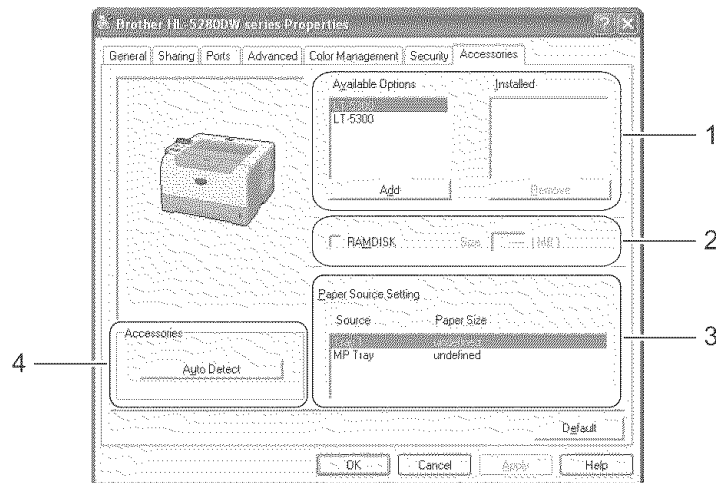 Brother HL-5280DW series Properties
General Sharing Ports Advanced Color Management Security Accessories
Available Options Installed
LT-5300
Add Remove
1
RAMDISK Size (MB)
2
Paper Source Setting
Source Paper Size
MP Tray undefined
3
Accessories
Auto Detect
4
Default
OK Cancel Apply Help